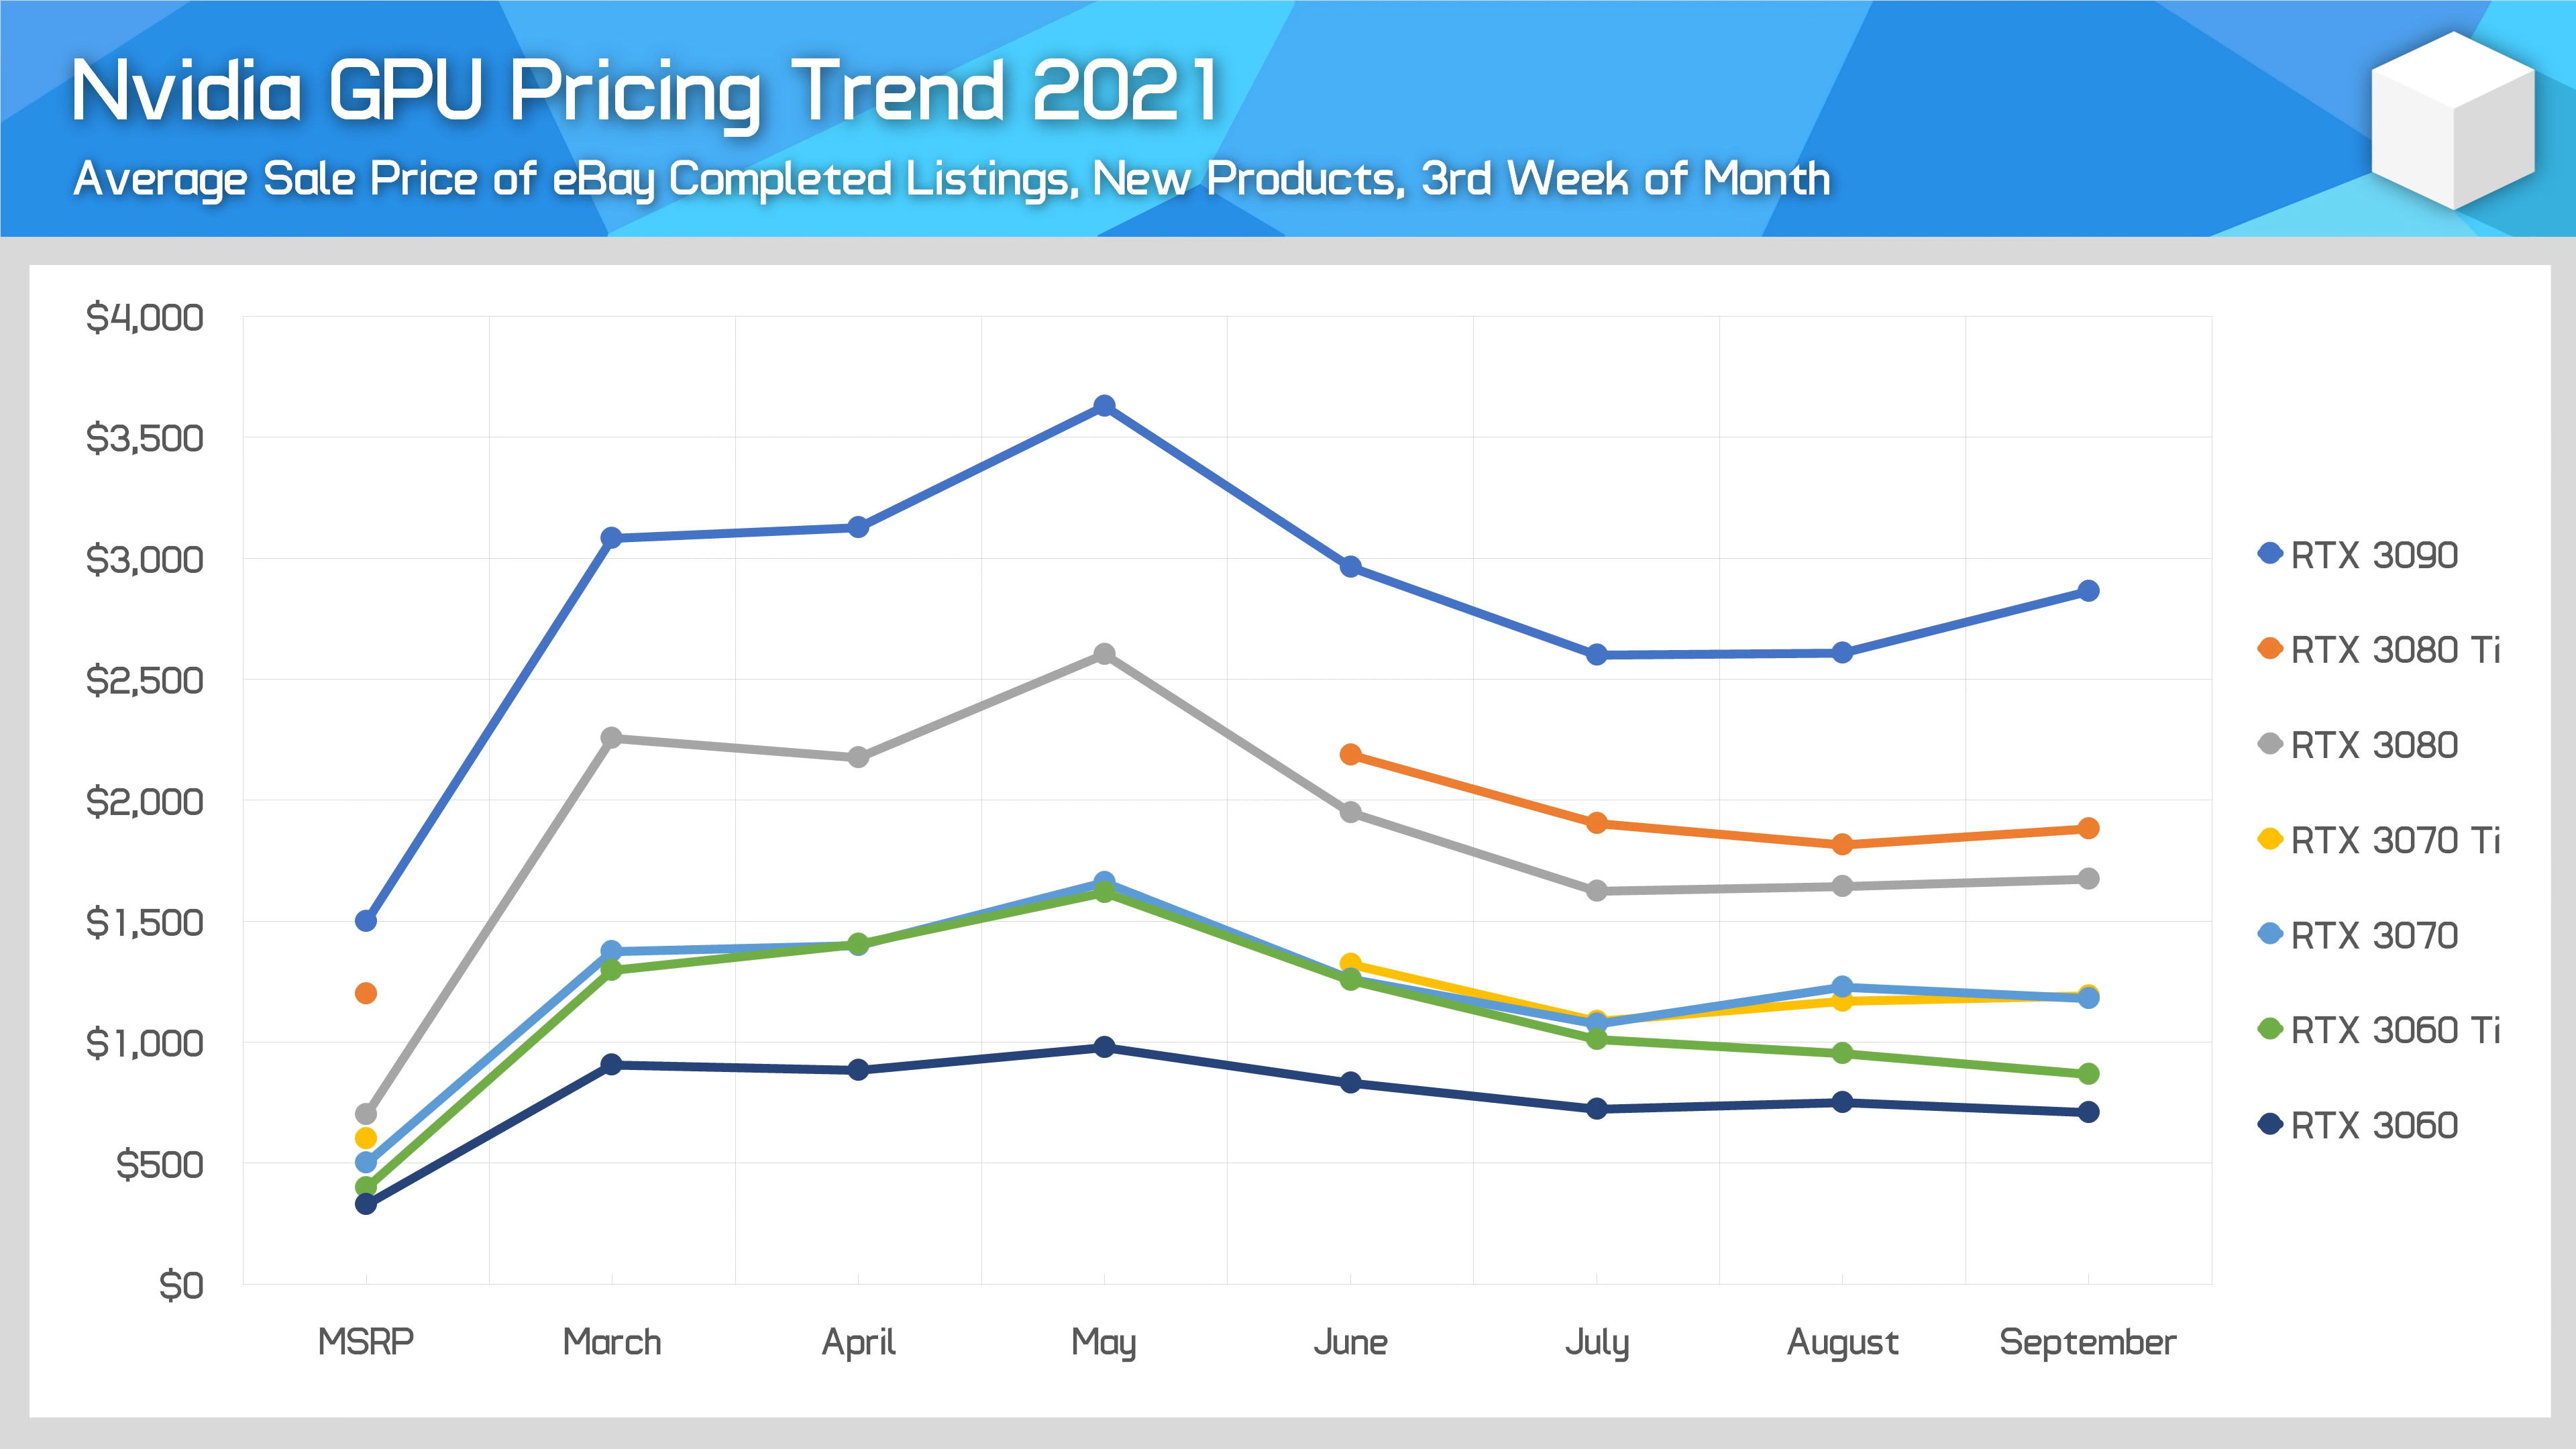 Nvidia GPU Pricing Trend 2021
Average Sale Price of eBay Completed Listings, New Products, 3rd Week of Month
$4,000
$3,500
$3,000
$2,500
$2,000
$1,500
$1,000
$500
$0
MSRP March April May June July August September
RTX 3090
RTX 3080 Ti
RTX 3080
RTX 3070 Ti
RTX 3070
RTX 3060 Ti
RTX 3060